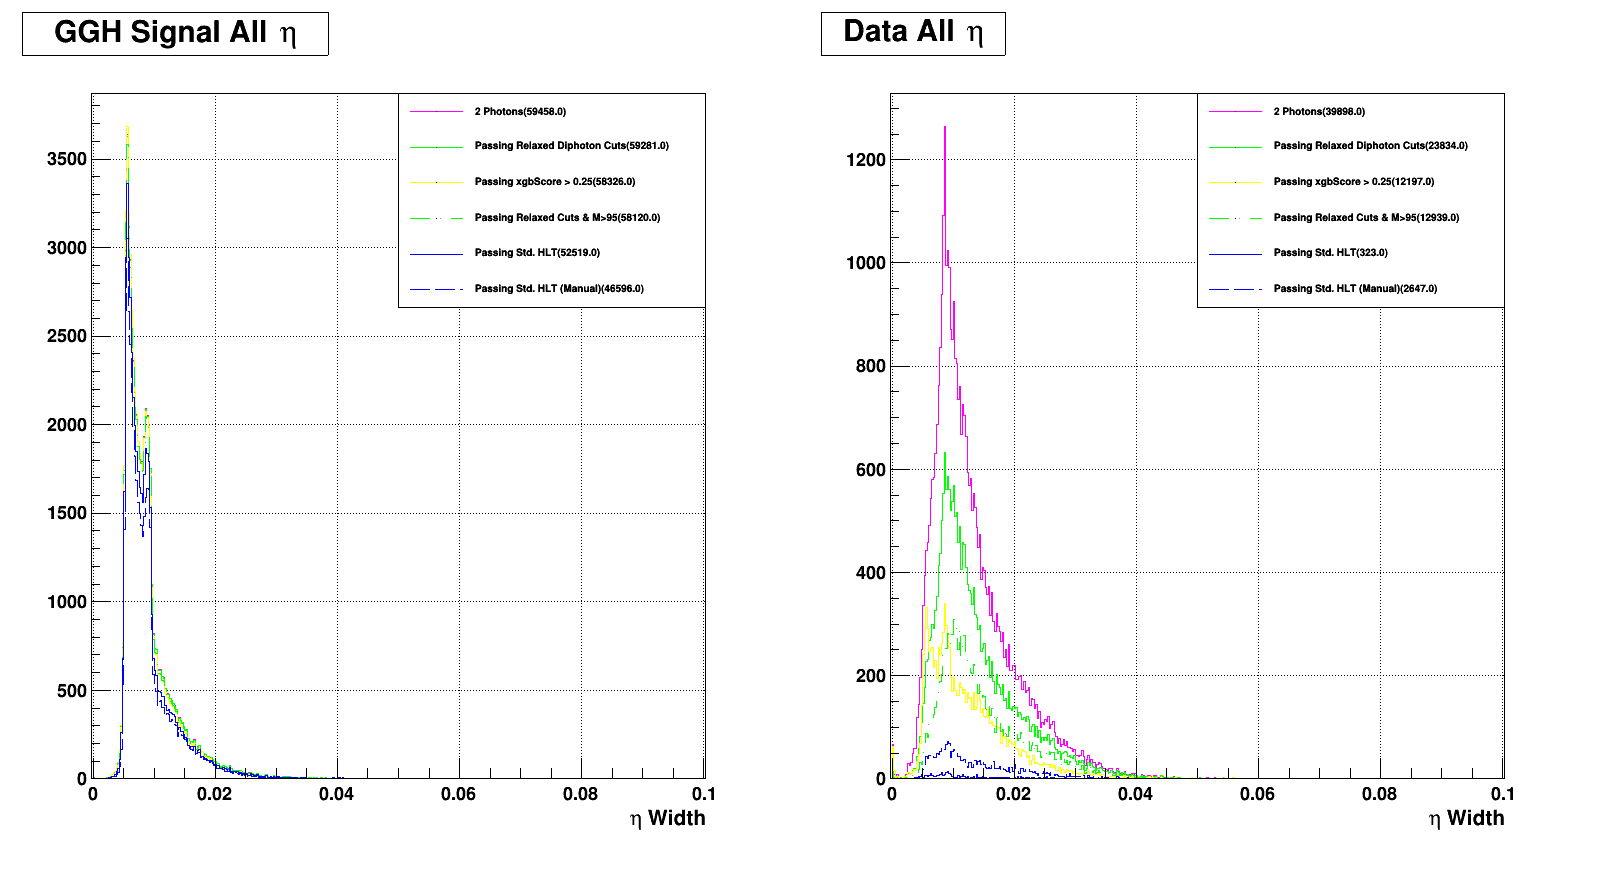 GGH Signal All η
2 Photons(59458.0)
Passing Relaxed Diphoton Cuts(59281.0)
Passing xgbScore > 0.25(58326.0)
Passing Relaxed Cuts & M>95(58120.0)
Passing Std. HLT(52519.0)
Passing Std. HLT (Manual)(46596.0)
3500
3000
2500
2000
1500
1000
500
0
0 0.02 0.04 0.06 0.08 0.1
η Width
Data All η
2 Photons(39898.0)
Passing Relaxed Diphoton Cuts(23834.0)
Passing xgbScore > 0.25(12197.0)
Passing Relaxed Cuts & M>95(12939.0)
Passing Std. HLT(323.0)
Passing Std. HLT (Manual)(2647.0)
1200
1000
800
600
400
200
0
0 0.02 0.04 0.06 0.08 0.1
η Width